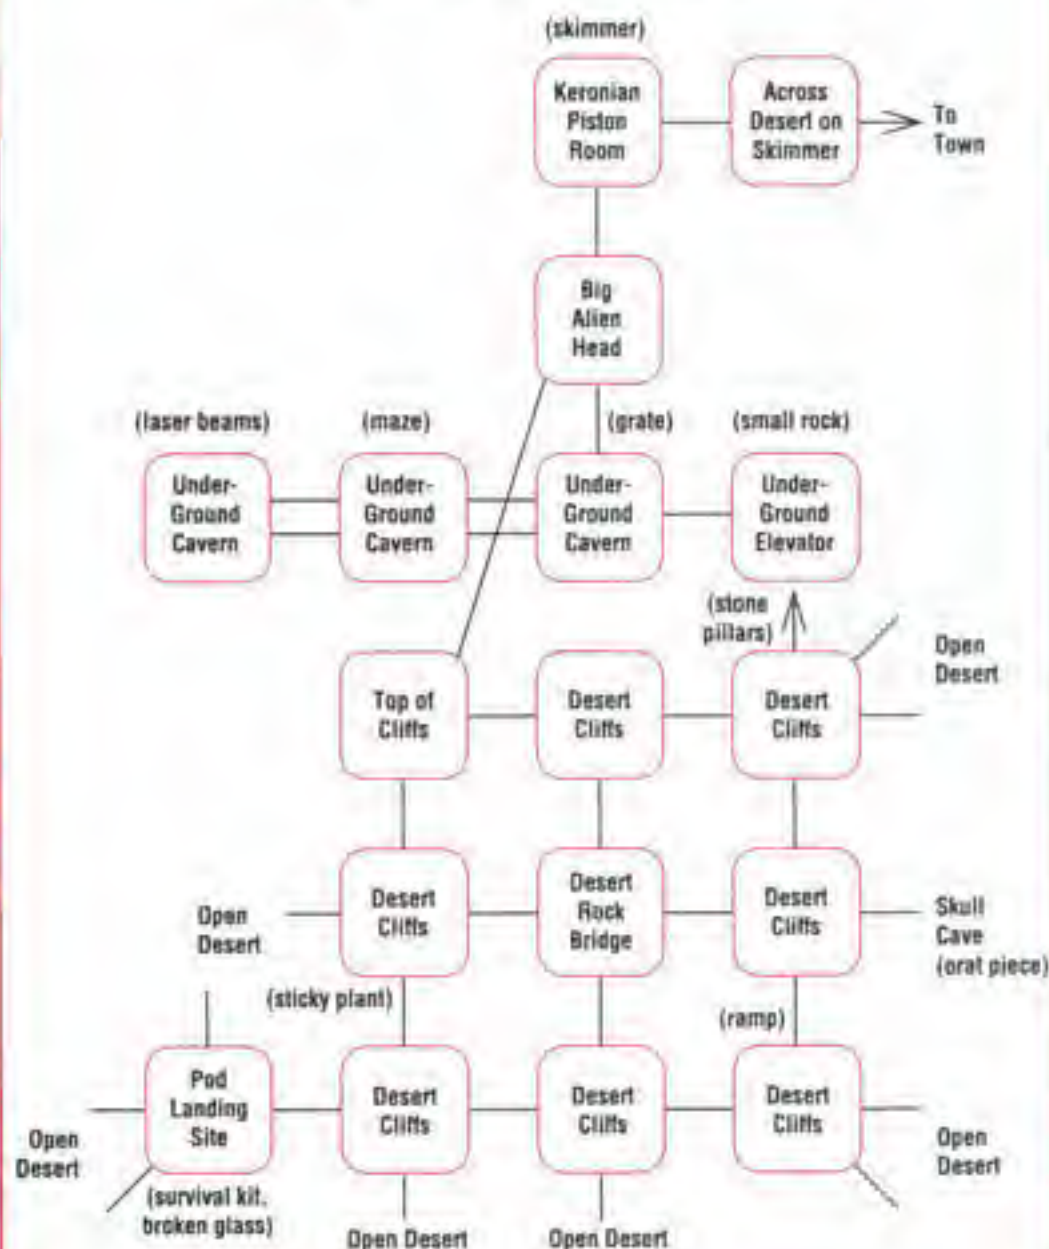 (skimmer)
Keronian
Piston
Room
Across
Desert on
Skimmer
To
Town
Big
Alien
Head
(laser beams)
(maze)
(grate)
(small rock)
Under-
Ground
Cavern
Under-
Ground
Cavern
Under-
Ground
Cavern
Under-
Ground
Elevator
(stone
pillars)
Open
Desert
Top of
Cliffs
Desert
Cliffs
Desert
Cliffs
Open
Desert
Desert
Cliffs
Desert
Rock
Bridge
Desert
Cliffs
Skull
Cave
(orat piece)
(sticky plant)
(ramp)
Open
Desert
Pod
Landing
Site
Desert
Cliffs
Desert
Cliffs
Desert
Cliffs
Open
Desert
(survival kit,
broken glass)
Open Desert
Open Desert